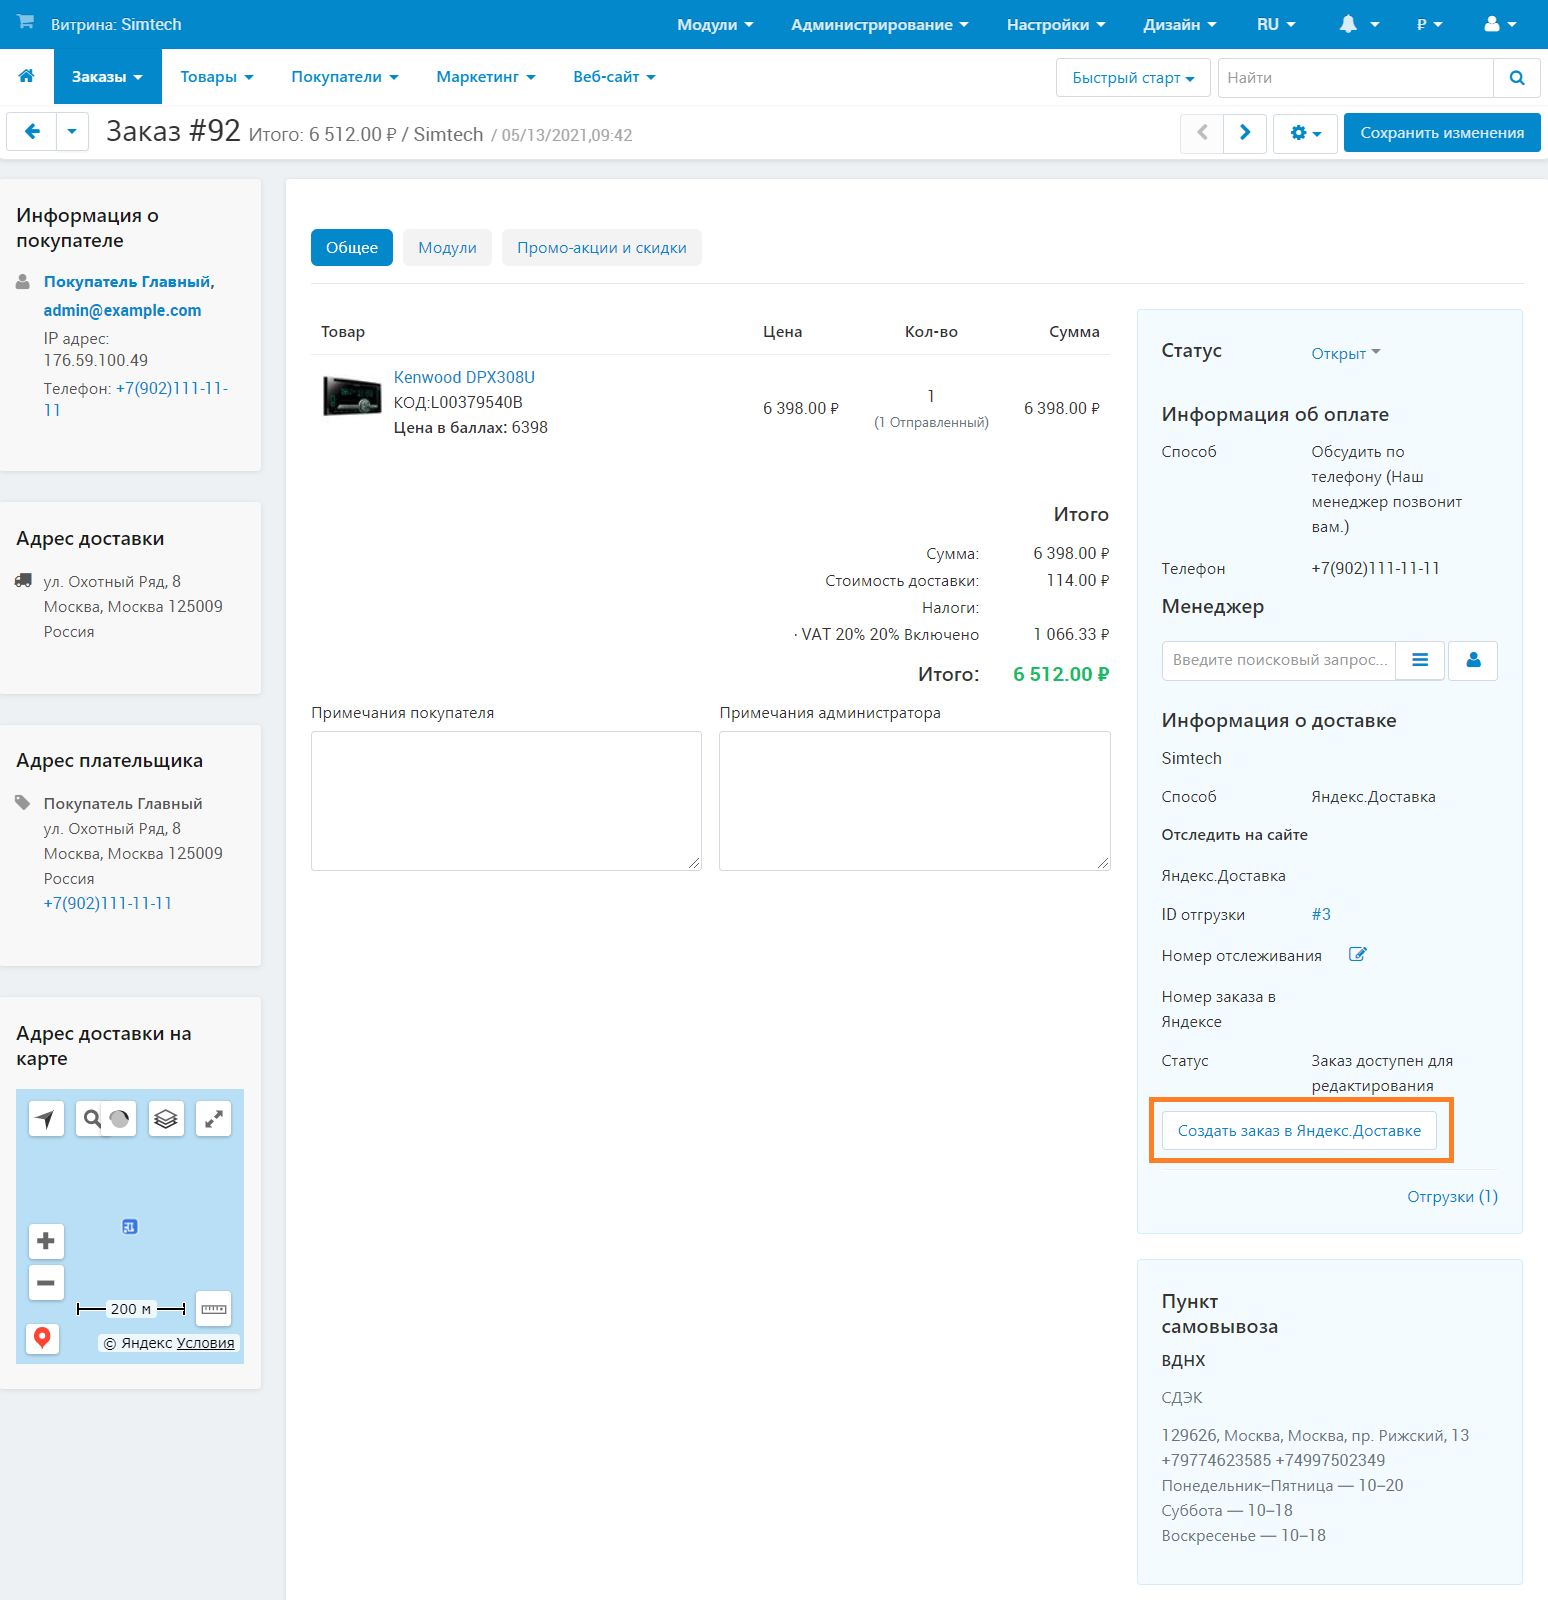 Витрина: Simtech
Модули
Администрирование
Настройки
Дизайн
RU
₽
Заказы
Товары
Покупатели
Маркетинг
Веб-сайт
Быстрый старт
Найти
Заказ #92 Итого: 6 512.00 ₽ / Simtech / 05/13/2021,09:42
Сохранить изменения
Информация о
покупателе
Покупатель Главный,
admin@example.com
IP адрес:
176.59.100.49
Телефон: +7(902)111-11-
11
Адрес доставки
ул. Охотный Ряд, 8
Москва, Москва 125009
Россия
Адрес плательщика
Покупатель Главный
ул. Охотный Ряд, 8
Москва, Москва 125009
Россия
+7(902)111-11-11
Адрес доставки на
карте
200 м
© Яндекс Условия
Общее
Модули
Промо-акции и скидки
Товар
Цена
Кол-во
Сумма
Kenwood DPX308U
КОД:L00379540B
Цена в баллах: 6398
6 398.00 ₽
1
(1 Отправленный)
6 398.00 ₽
Итого
Сумма: 6 398.00 ₽
Стоимость доставки: 114.00 ₽
Налоги:
· VAT 20% 20% Включено 1 066.33 ₽
Итого: 6 512.00 ₽
Примечания покупателя
Примечания администратора
Статус Открыт
Информация об оплате
Способ Обсудить по
телефону (Наш
менеджер позвонит
вам.)
Телефон +7(902)111-11-11
Менеджер
Введите поисковый запрос...
Информация о доставке
Simtech
Способ Яндекс.Доставка
Отследить на сайте
Яндекс.Доставка
ID отгрузки #3
Номер отслеживания
Номер заказа в
Яндексе
Статус Заказ доступен для
редактирования
Создать заказ в Яндекс.Доставке
Отгрузки (1)
Пункт
самовывоза
ВДНХ
СДЭК
129626, Москва, Москва, пр. Рижский, 13
+79774623585 +74997502349
Понедельник–Пятница — 10–20
Суббота — 10–18
Воскресенье — 10–18